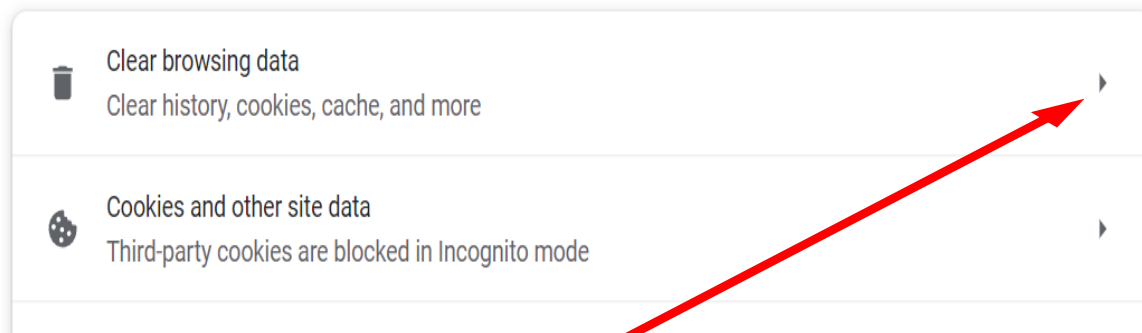 Clear browsing data
Clear history, cookies, cache, and more
Cookies and other site data
Third-party cookies are blocked in Incognito mode